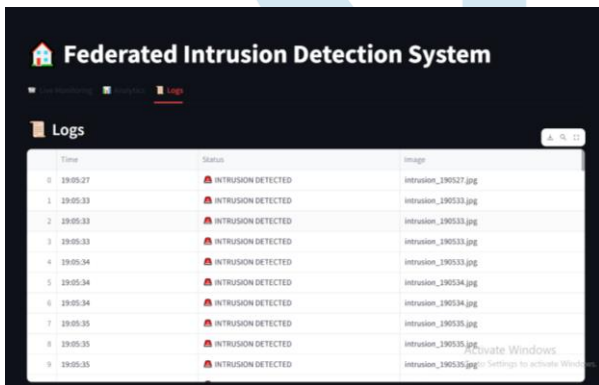 Federated Intrusion Detection System
Live Monitoring Analytics Logs
Logs
Time Status Image
0 19:05:27 INTRUSION DETECTED intrusion_190527.jpg
1 19:05:33 INTRUSION DETECTED intrusion_190533.jpg
2 19:05:33 INTRUSION DETECTED intrusion_190533.jpg
3 19:05:33 INTRUSION DETECTED intrusion_190533.jpg
4 19:05:34 INTRUSION DETECTED intrusion_190533.jpg
5 19:05:34 INTRUSION DETECTED intrusion_190534.jpg
6 19:05:34 INTRUSION DETECTED intrusion_190534.jpg
7 19:05:35 INTRUSION DETECTED intrusion_190535.jpg
8 19:05:35 INTRUSION DETECTED intrusion_190535.jpg
Activate Windows
9 19:05:35 INTRUSION DETECTED intrusion_190535.jpg
Go to Settings to activate Windows.